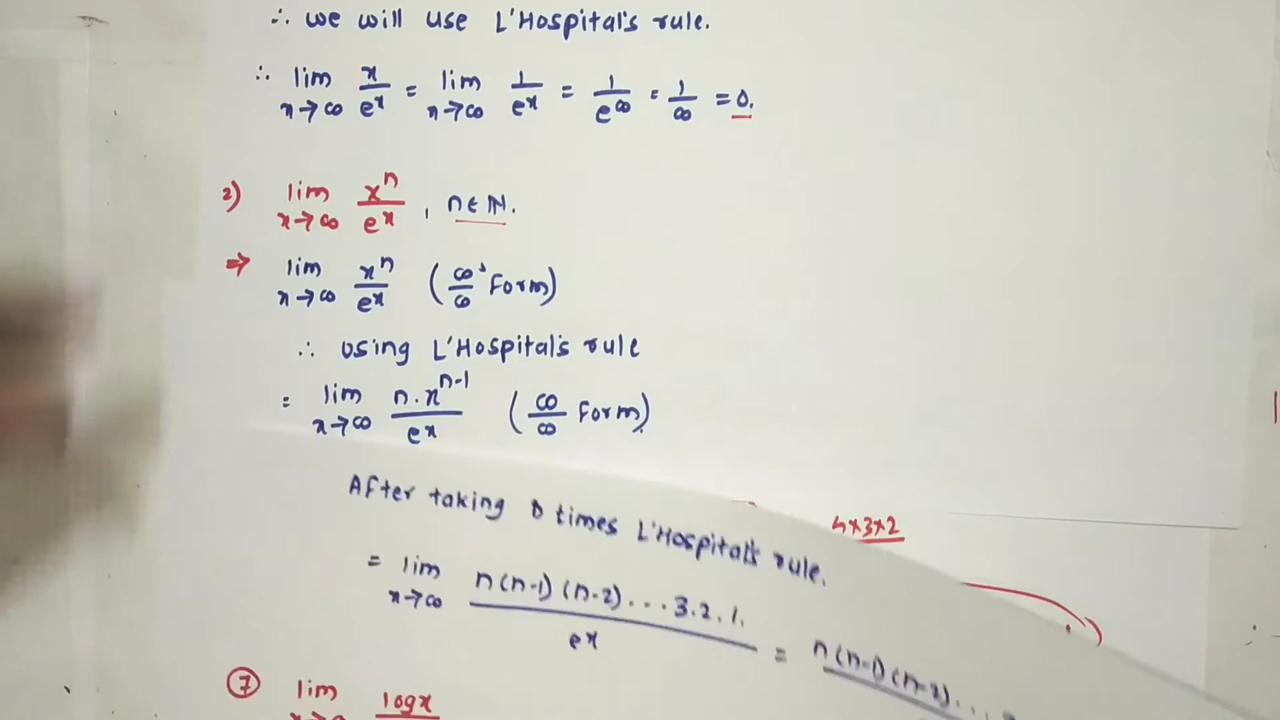 ∴ we will use L'Hospital's rule.
∴ lim x→∞ x/e^x = lim x→∞ 1/e^x = 1/e^∞ = 1/∞ = 0.
2) lim x→∞ x^n/e^x, n∈ℕ.
⇒ lim x→∞ x^n/e^x (∞/∞ Form)
∴ using L'Hospital's rule
= lim x→∞ n·x^(n-1)/e^x (∞/∞ Form).
After taking n times L'Hospital's rule.
4×3×2
= lim x→∞ n(n-1)(n-2)...3.2.1./e^x = n(n-1)(n-2)...
⑦ lim logx